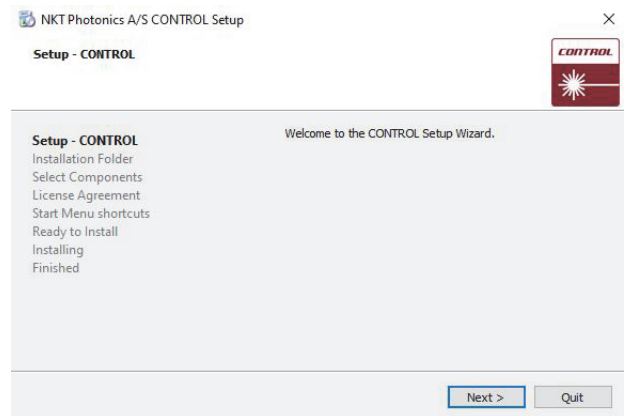 NKT Photonics A/S CONTROL Setup
Setup - CONTROL
CONTROL
Setup - CONTROL
Installation Folder
Select Components
License Agreement
Start Menu shortcuts
Ready to Install
Installing
Finished
Welcome to the CONTROL Setup Wizard.
Next >
Quit